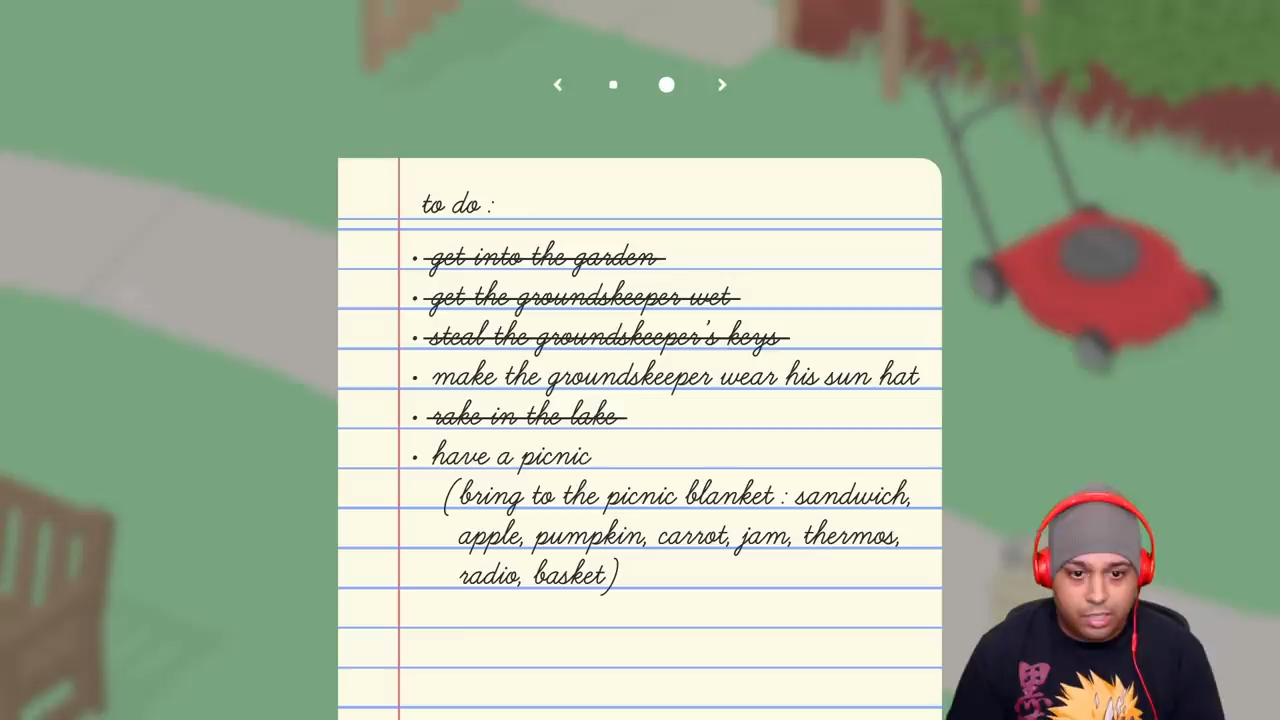 to do :
• get into the garden
• get the groundskeeper wet
• steal the groundskeeper's keys
• make the groundskeeper wear his sun hat
• rake in the lake
• have a picnic
(bring to the picnic blanket : sandwich,
apple, pumpkin, carrot, jam, thermos,
radio, basket)
黒